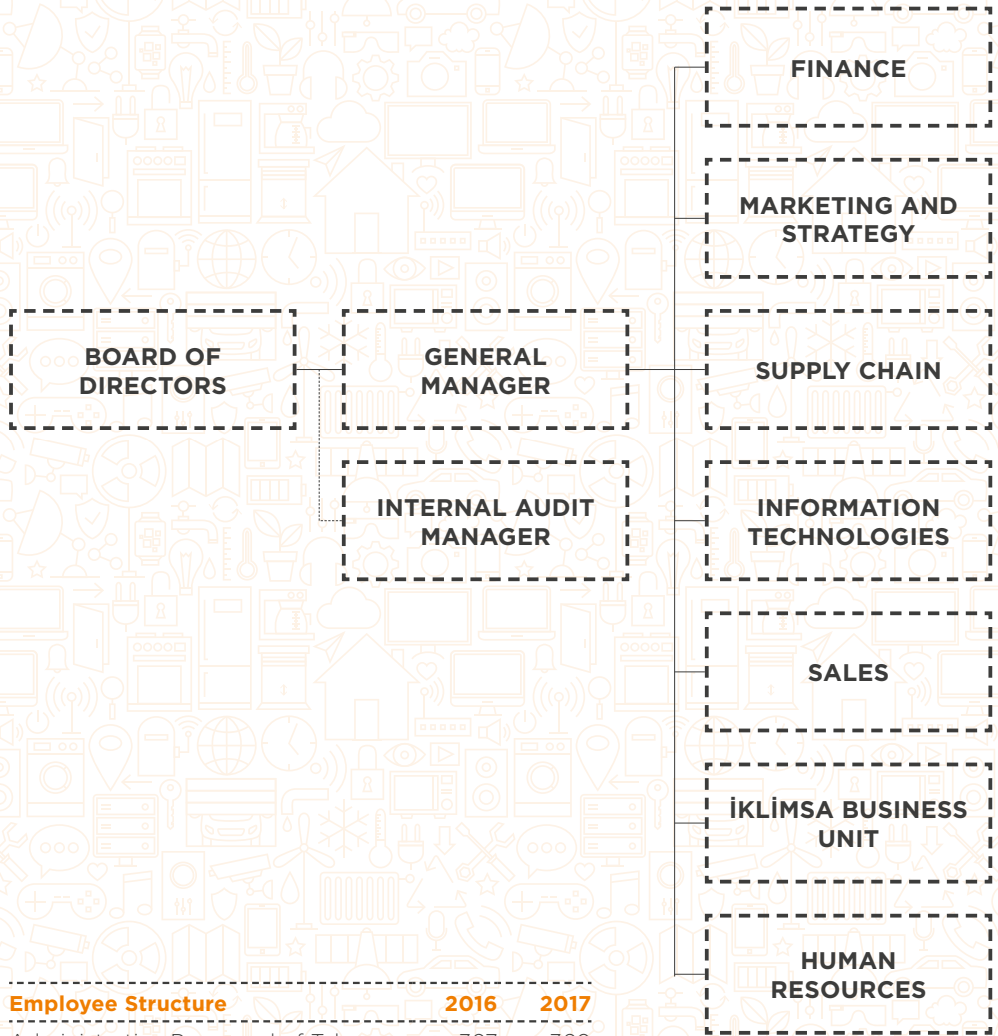 FINANCE
MARKETING AND
STRATEGY
BOARD OF
DIRECTORS
GENERAL
MANAGER
SUPPLY CHAIN
INTERNAL AUDIT
MANAGER
INFORMATION
TECHNOLOGIES
SALES
İKLİMSA BUSINESS
UNIT
HUMAN
RESOURCES
Employee Structure 2016 2017